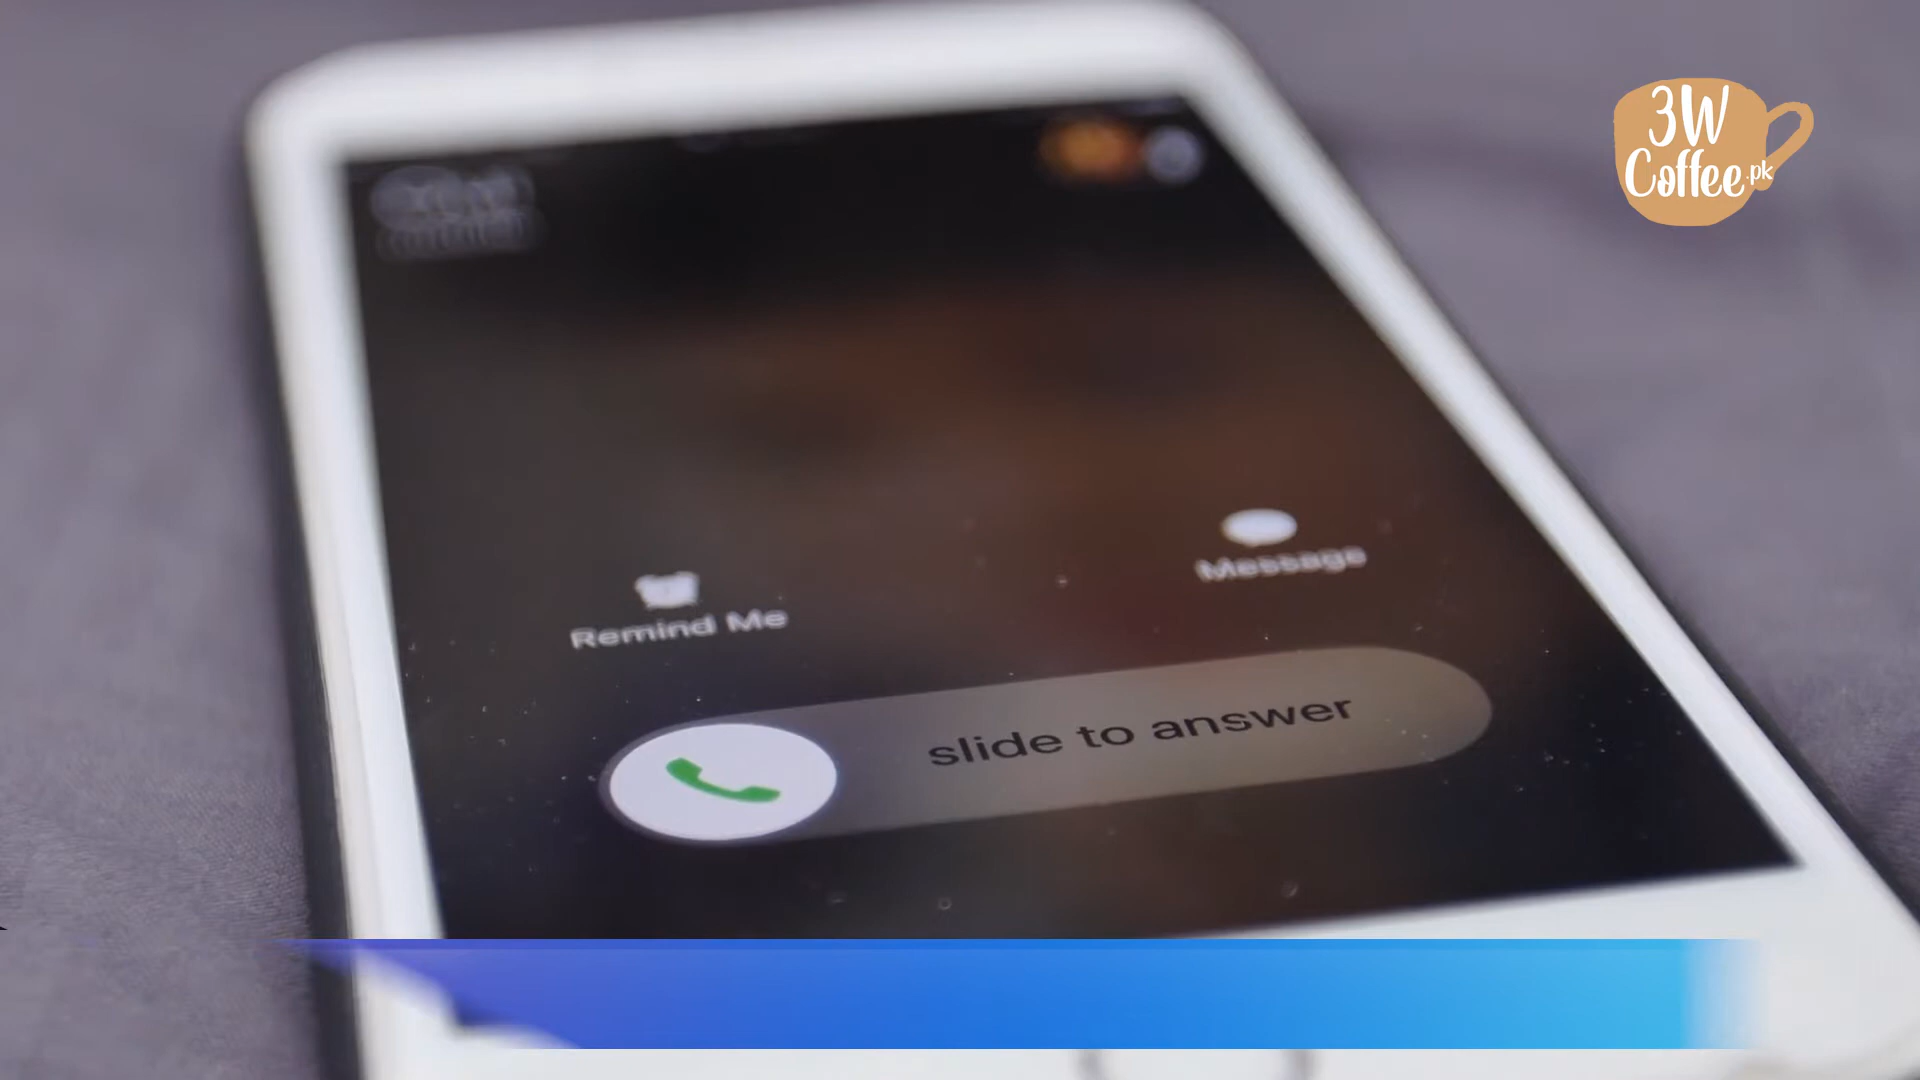 3W
Coffee.pk
Message
Remind Me
slide to answer